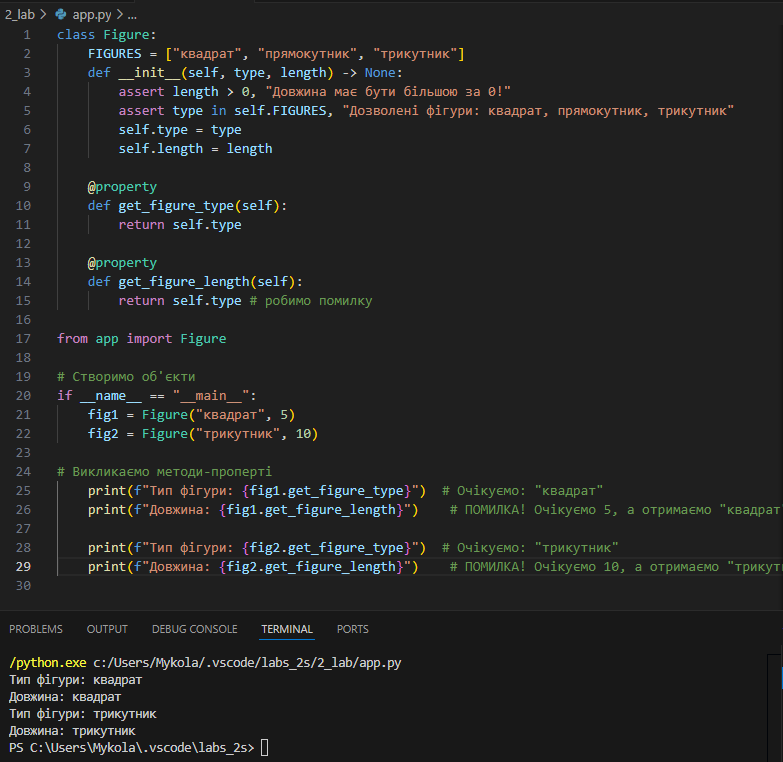 2_lab > app.py > ...
1 class Figure:
2     FIGURES = ["квадрат", "прямокутник", "трикутник"]
3     def __init__(self, type, length) -> None:
4         assert length > 0, "Довжина має бути більшою за 0!"
5         assert type in self.FIGURES, "Дозволені фігури: квадрат, прямокутник, трикутник"
6         self.type = type
7         self.length = length
8
9     @property
10     def get_figure_type(self):
11         return self.type
12
13     @property
14     def get_figure_length(self):
15         return self.type # робимо помилку
16
17 from app import Figure
18
19 # Створимо об'єкти
20 if __name__ == "__main__":
21     fig1 = Figure("квадрат", 5)
22     fig2 = Figure("трикутник", 10)
23
24 # Викликаємо методи-проперті
25     print(f"Тип фігури: {fig1.get_figure_type}")  # Очікуємо: "квадрат"
26     print(f"Довжина: {fig1.get_figure_length}")    # ПОМИЛКА! Очікуємо 5, а отримаємо "квадрат
27
28     print(f"Тип фігури: {fig2.get_figure_type}")  # Очікуємо: "трикутник"
29     print(f"Довжина: {fig2.get_figure_length}")    # ПОМИЛКА! Очікуємо 10, а отримаємо "трикут
30
PROBLEMS OUTPUT DEBUG CONSOLE TERMINAL PORTS
/python.exe c:/Users/Mykola/.vscode/labs_2s/2_lab/app.py
Тип фігури: квадрат
Довжина: квадрат
Тип фігури: трикутник
Довжина: трикутник
PS C:\Users\Mykola\.vscode\labs_2s>